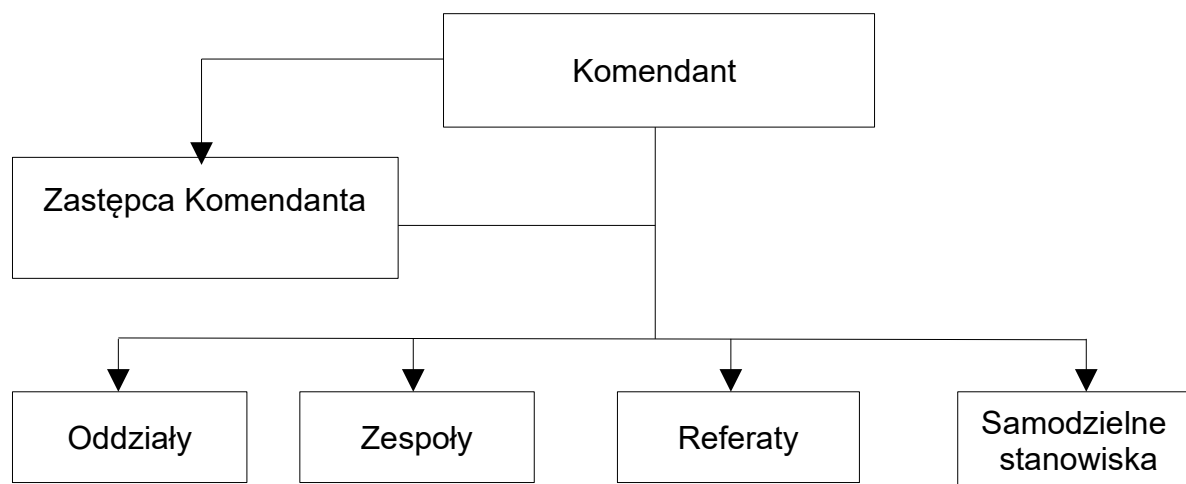 Komendant
Zastępca Komendanta
Oddziały
Zespoły
Referaty
Samodzielne
stanowiska